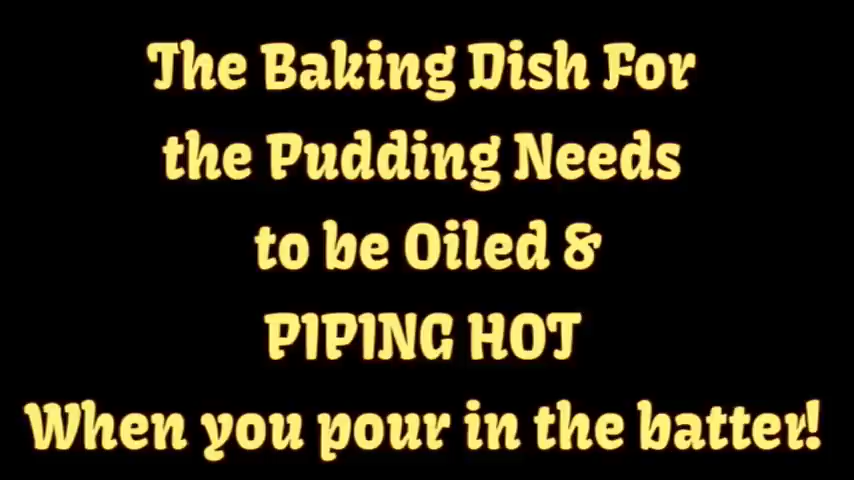 The Baking Dish For
the Pudding Needs
to be Oiled &
PIPING HOT
When you pour in the batter!